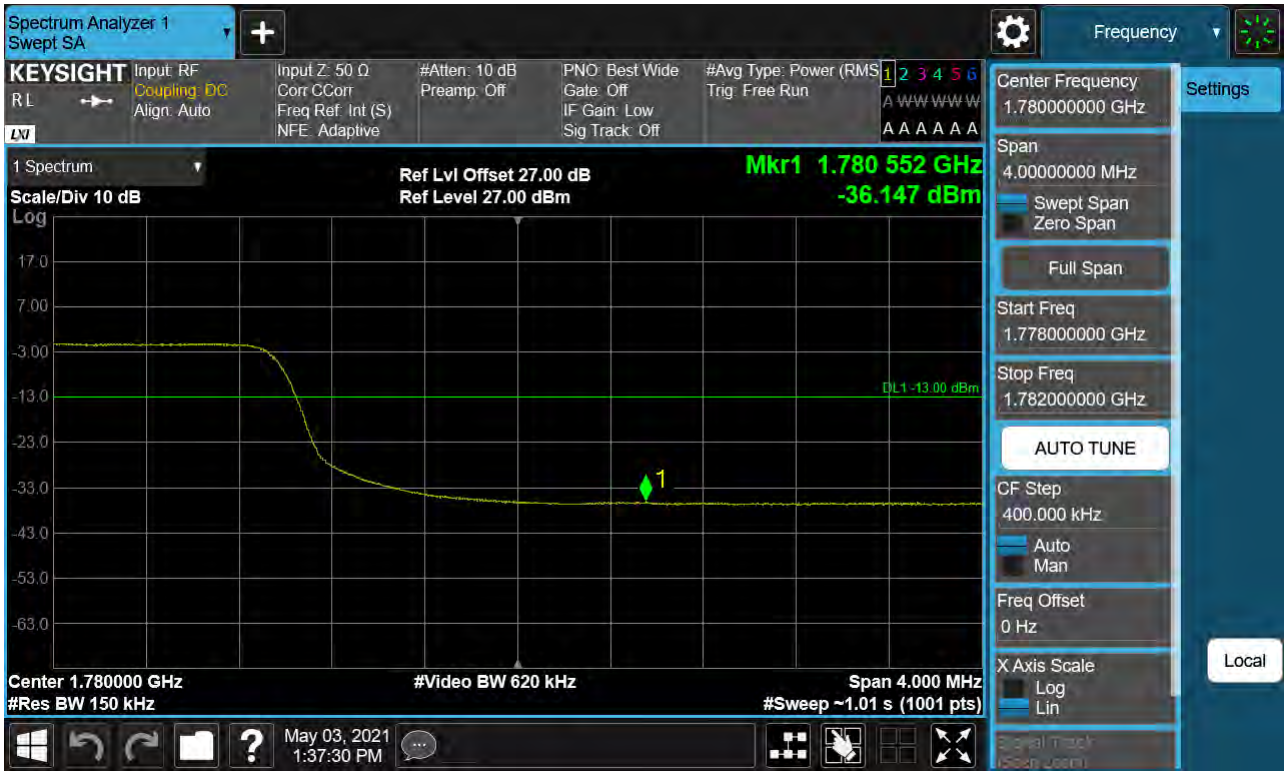 Spectrum Analyzer 1
Swept SA
+
Frequency
KEYSIGHT
RL
LXI
Input: RF
Coupling: DC
Align: Auto
Input Z: 50 Ω
Corr CCorr
Freq Ref: Int (S)
NFE: Adaptive
#Atten: 10 dB
Preamp: Off
PNO: Best Wide
Gate: Off
IF Gain: Low
Sig Track: Off
#Avg Type: Power (RMS
Trig: Free Run
1 2 3 4 5 6
A W W W W W
A A A A A A
1 Spectrum
Scale/Div 10 dB
Log
Ref Lvl Offset 27.00 dB
Ref Level 27.00 dBm
Mkr1 1.780 552 GHz
-36.147 dBm
17.0
7.00
-3.00
-13.0
-23.0
-33.0
-43.0
-53.0
-63.0
DL1 -13.00 dBm
1
Center 1.780000 GHz
#Res BW 150 kHz
#Video BW 620 kHz
Span 4.000 MHz
#Sweep ~1.01 s (1001 pts)
Center Frequency
1.780000000 GHz
Span
4.00000000 MHz
Swept Span
Zero Span
Full Span
Start Freq
1.778000000 GHz
Stop Freq
1.782000000 GHz
AUTO TUNE
CF Step
400.000 kHz
Auto
Man
Freq Offset
0 Hz
X Axis Scale
Log
Lin
Signal Track
(Span Zoom)
Settings
Local
?
May 03, 2021
1:37:30 PM